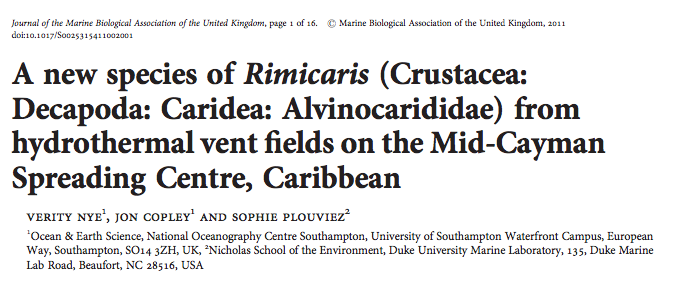 Journal of the Marine Biological Association of the United Kingdom, page 1 of 16. © Marine Biological Association of the United Kingdom, 2011
doi:10.1017/S0025315411002001
A new species of Rimicaris (Crustacea:
Decapoda: Caridea: Alvinocarididae) from
hydrothermal vent fields on the Mid-Cayman
Spreading Centre, Caribbean
VERITY NYE1, JON COPLEY1 AND SOPHIE PLOUVIEZ2
1Ocean & Earth Science, National Oceanography Centre Southampton, University of Southampton Waterfront Campus, European
Way, Southampton, SO14 3ZH, UK, 2Nicholas School of the Environment, Duke University Marine Laboratory, 135, Duke Marine
Lab Road, Beaufort, NC 28516, USA